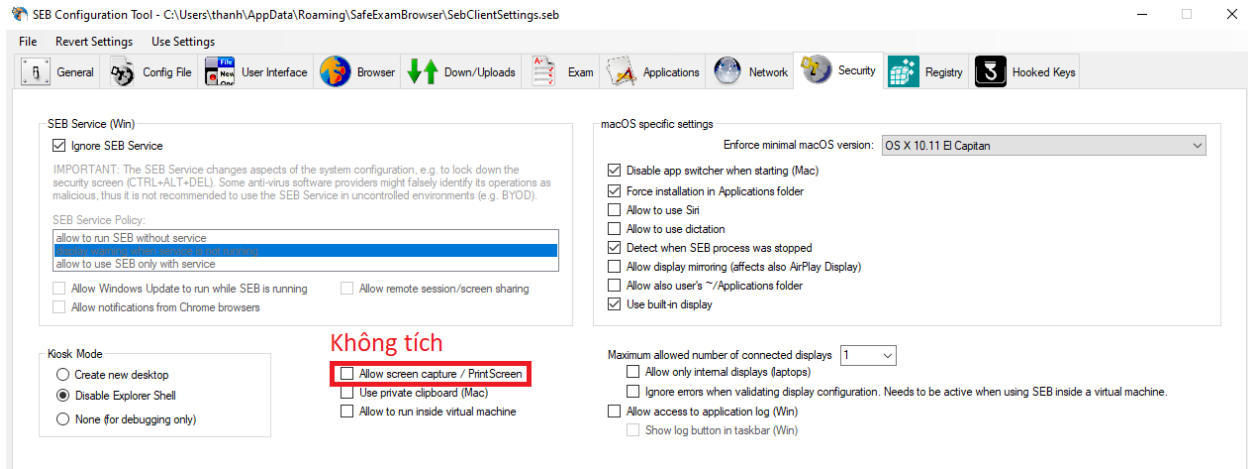 SEB Configuration Tool - C:\Users\thanh\AppData\Roaming\SafeExamBrowser\SebClientSettings.seb
File Revert Settings Use Settings
General Config File User Interface Browser Down/Uploads Exam Applications Network Security Registry Hooked Keys
SEB Service (Win)
Ignore SEB Service
IMPORTANT: The SEB Service changes aspects of the system configuration, e.g. to lock down the
security screen (CTRL+ALT+DEL). Some anti-virus software providers might falsely identify its operations as
malicious, thus it is not recommended to use the SEB Service in uncontrolled environments (e.g. BYOD).
SEB Service Policy:
allow to run SEB without service
display warning when service is not running
allow to use SEB only with service
Allow Windows Update to run while SEB is running
Allow remote session/screen sharing
Allow notifications from Chrome browsers
macOS specific settings
Enforce minimal macOS version: OS X 10.11 El Capitan
Disable app switcher when starting (Mac)
Force installation in Applications folder
Allow to use Siri
Allow to use dictation
Detect when SEB process was stopped
Allow display mirroring (affects also AirPlay Display)
Allow also user's ~/Applications folder
Use built-in display
Kiosk Mode
Create new desktop
Disable Explorer Shell
None (for debugging only)
Không tích
Allow screen capture / PrintScreen
Use private clipboard (Mac)
Allow to run inside virtual machine
Maximum allowed number of connected displays 1
Allow only internal displays (laptops)
Ignore errors when validating display configuration. Needs to be active when using SEB inside a virtual machine.
Allow access to application log (Win)
Show log button in taskbar (Win)